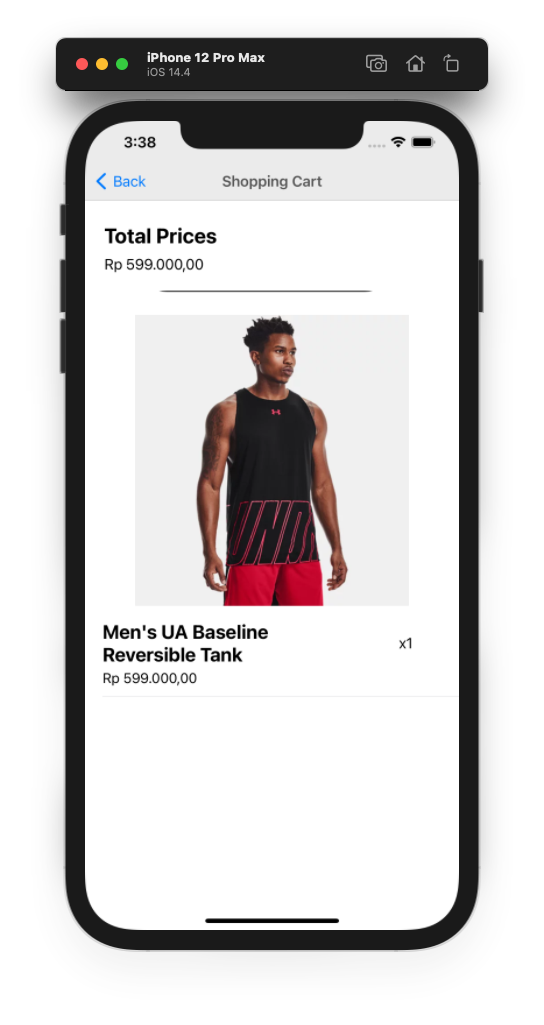 iPhone 12 Pro Max
iOS 14.4
3:38
Back
Shopping Cart
Total Prices
Rp 599.000,00
UNDR
Men's UA Baseline
Reversible Tank
x1
Rp 599.000,00